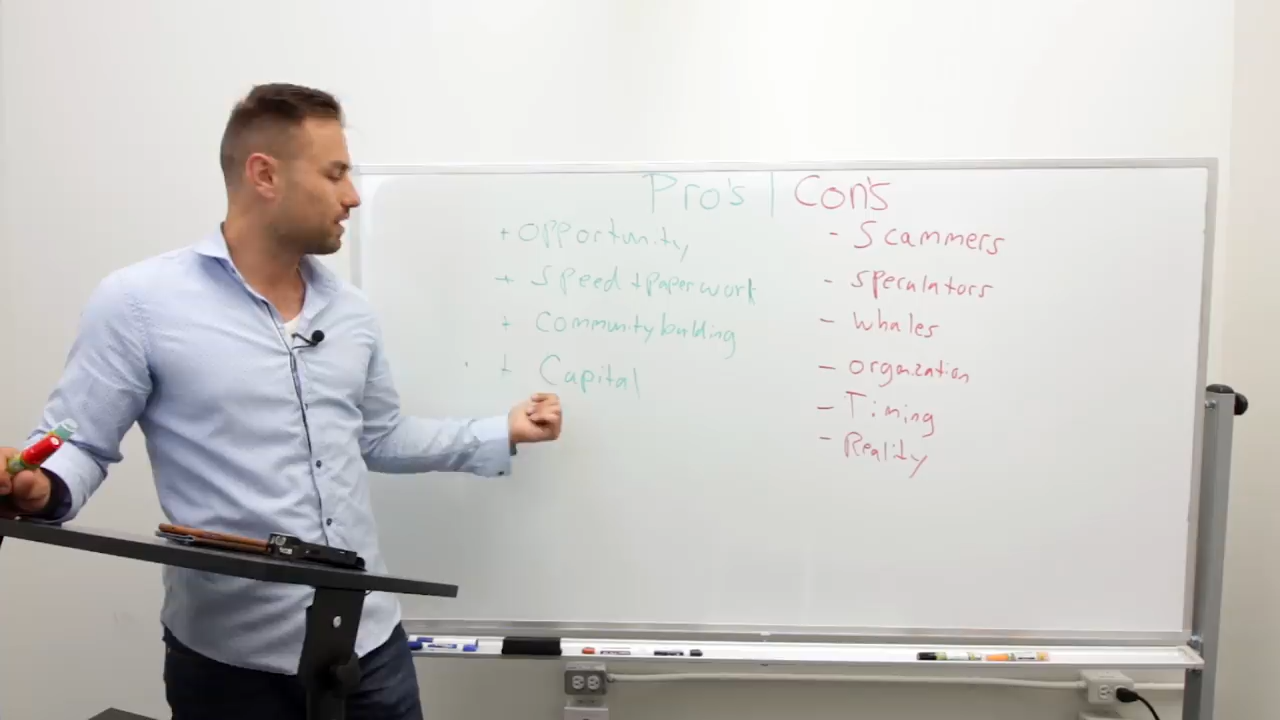 Pro's | Con's
+ Opportunity
+ Speed + paperwork
+ Community building
+ Capital
- Scammers
- Speculators
- Whales
- Organization
- Timing
- Reality